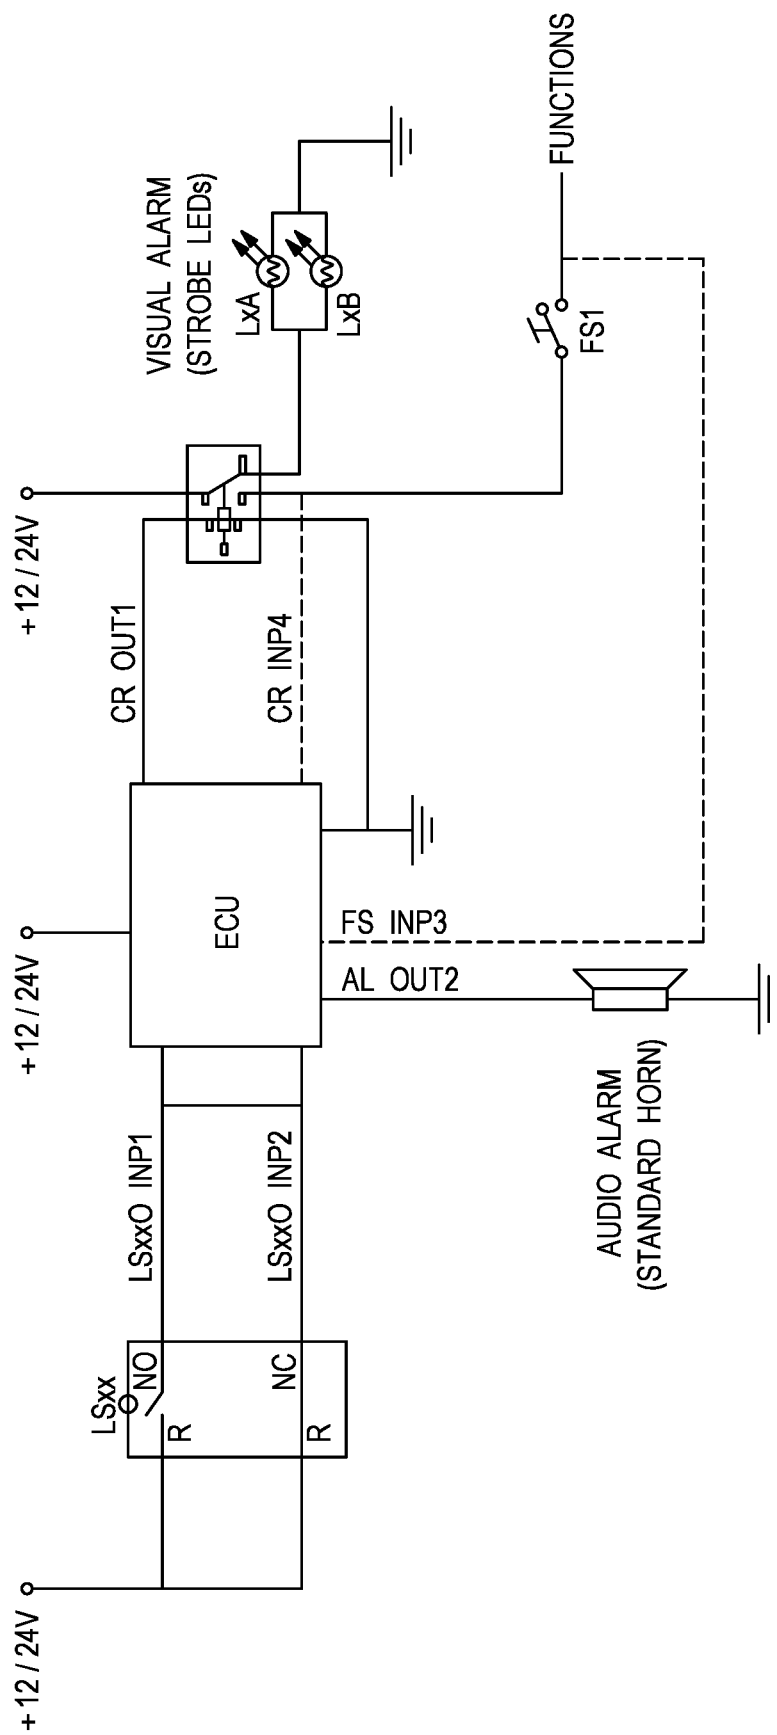 +12/24V
LSxx
NO
R
NC
R
LSxxO INP1
LSxxO INP2
+12/24V
ECU
AL OUT2
FS INP3
AUDIO ALARM
(STANDARD HORN)
CR OUT1
CR INP4
+12/24V
VISUAL ALARM
(STROBE LEDs)
LxA
LxB
FS1
FUNCTIONS